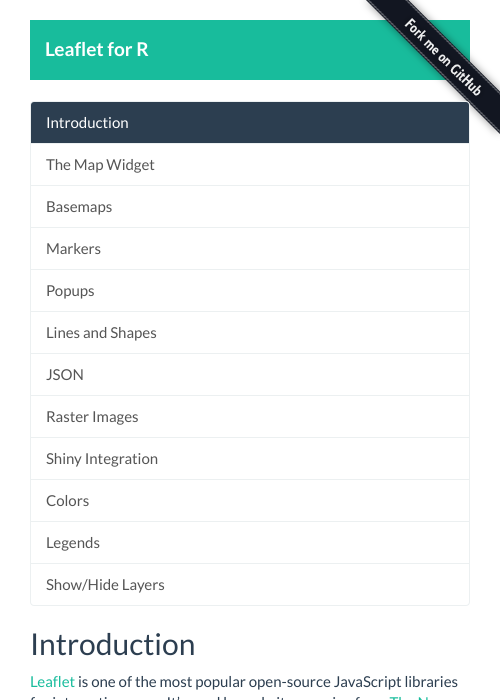 Leaflet for R
Fork me on GitHub
Introduction
The Map Widget
Basemaps
Markers
Popups
Lines and Shapes
JSON
Raster Images
Shiny Integration
Colors
Legends
Show/Hide Layers
Introduction
Leaflet is one of the most popular open-source JavaScript libraries